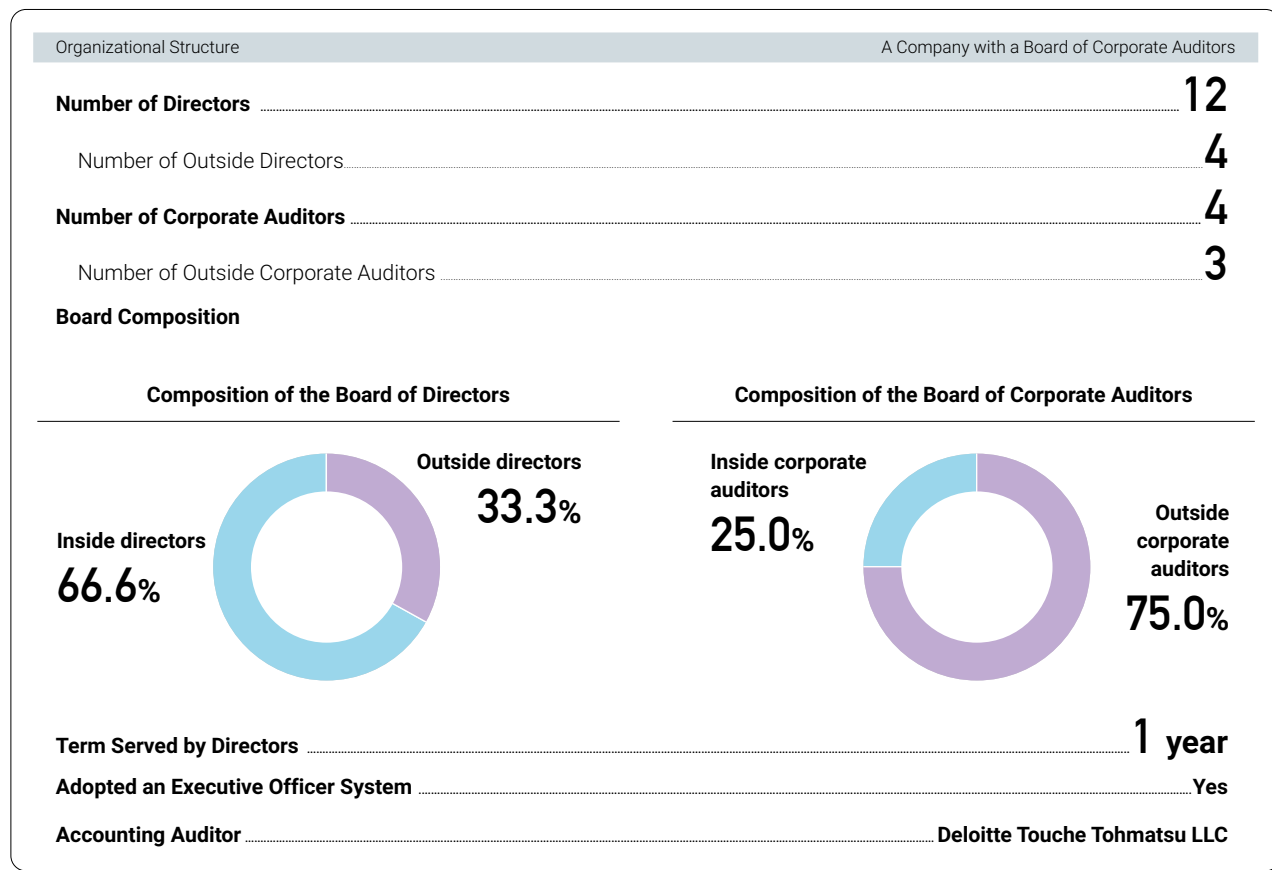 Organizational Structure A Company with a Board of Corporate Auditors
Number of Directors 12
Number of Outside Directors 4
Number of Corporate Auditors 4
Number of Outside Corporate Auditors 3
Board Composition
Composition of the Board of Directors
Outside directors
33.3%
Inside directors
66.6%
Composition of the Board of Corporate Auditors
Inside corporate
auditors
25.0%
Outside
corporate
auditors
75.0%
Term Served by Directors 1 year
Adopted an Executive Officer System Yes
Accounting Auditor Deloitte Touche Tohmatsu LLC